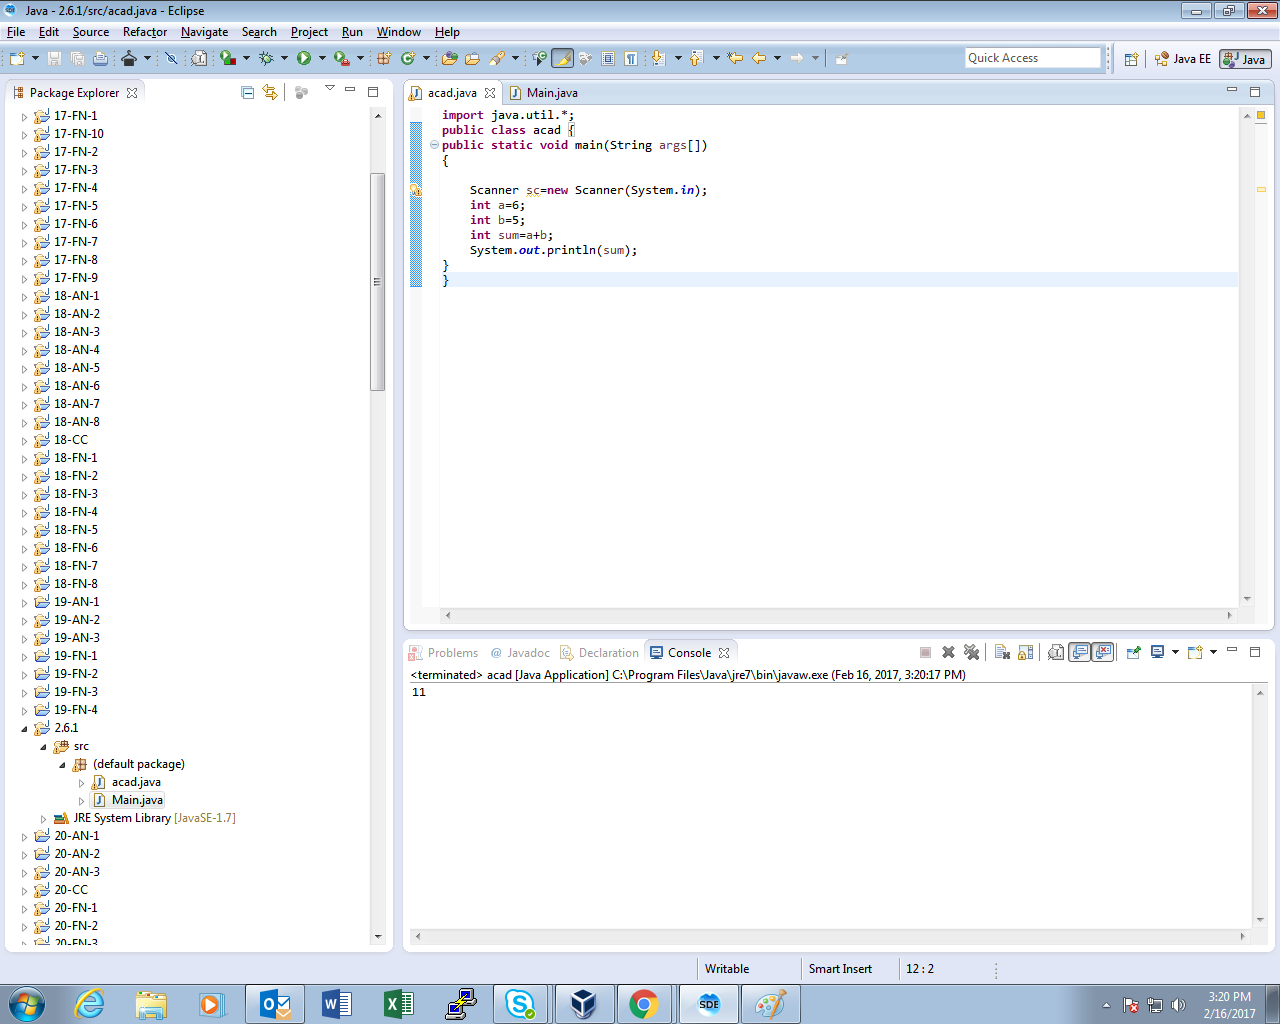 Java - 2.6.1/src/acad.java - Eclipse
File Edit Source Refactor Navigate Search Project Run Window Help
Quick Access
Java EE
Java
Package Explorer
17-FN-1
17-FN-10
17-FN-2
17-FN-3
17-FN-4
17-FN-5
17-FN-6
17-FN-7
17-FN-8
17-FN-9
18-AN-1
18-AN-2
18-AN-3
18-AN-4
18-AN-5
18-AN-6
18-AN-7
18-AN-8
18-CC
18-FN-1
18-FN-2
18-FN-3
18-FN-4
18-FN-5
18-FN-6
18-FN-7
18-FN-8
19-AN-1
19-AN-2
19-AN-3
19-FN-1
19-FN-2
19-FN-3
19-FN-4
2.6.1
src
(default package)
acad.java
Main.java
JRE System Library [JavaSE-1.7]
20-AN-1
20-AN-2
20-AN-3
20-CC
20-FN-1
20-FN-2
20-FN-3
acad.java Main.java
import java.util.*;
public class acad {
public static void main(String args[])
{
Scanner sc=new Scanner(System.in);
int a=6;
int b=5;
int sum=a+b;
System.out.println(sum);
}
}
Problems @ Javadoc Declaration Console
<terminated> acad [Java Application] C:\Program Files\Java\jre7\bin\javaw.exe (Feb 16, 2017, 3:20:17 PM)
11
Writable Smart Insert 12 : 2
SDE
3:20 PM
2/16/2017